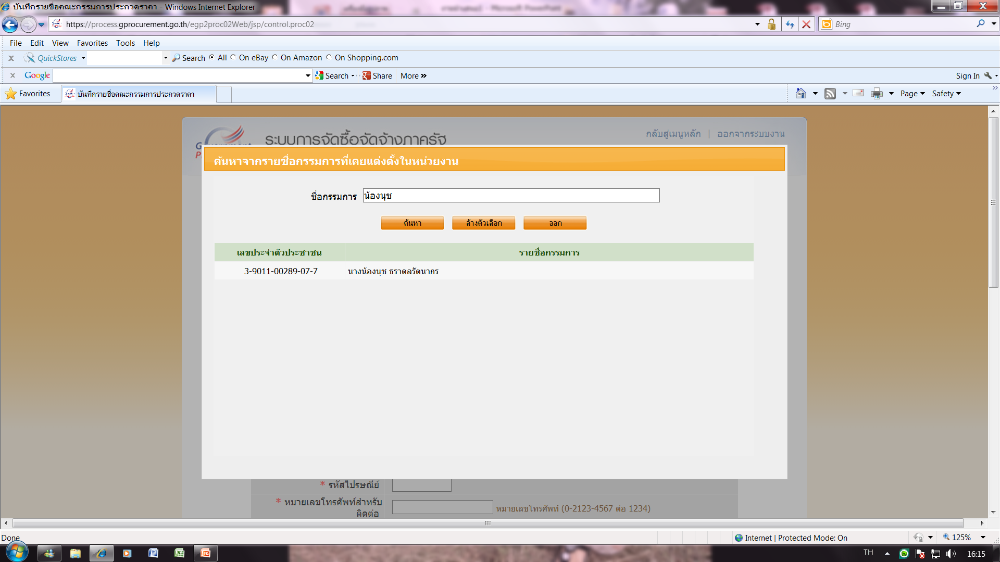 บันทึกรายชื่อคณะกรรมการประกวดราคา - Windows Internet Explorer
https://process.gprocurement.go.th/egp2proc02Web/jsp/control.proc02
Bing
File Edit View Favorites Tools Help
x QuickStores Search All On eBay On Amazon On Shopping.com
x Google Search Share More »
Sign In
Favorites บันทึกรายชื่อคณะกรรมการประกวดราคา
Page Safety »
ระบบการจัดซื้อจัดจ้างภาครัฐ
กลับสู่เมนูหลัก | ออกจากระบบงาน
ค้นหาจากรายชื่อกรรมการที่เคยแต่งตั้งในหน่วยงาน
ชื่อกรรมการ น้องนุช
ค้นหา ล้างตัวเลือก ออก
เลขประจำตัวประชาชน รายชื่อกรรมการ
3-9011-00289-07-7 นางน้องนุช ธราดลรัตนากร
* รหัสไปรษณีย์
* หมายเลขโทรศัพท์สำหรับ
ติดต่อ
หมายเลขโทรศัพท์ (0-2123-4567 ต่อ 1234)
Done
Internet | Protected Mode: On
125%
TH
16:15